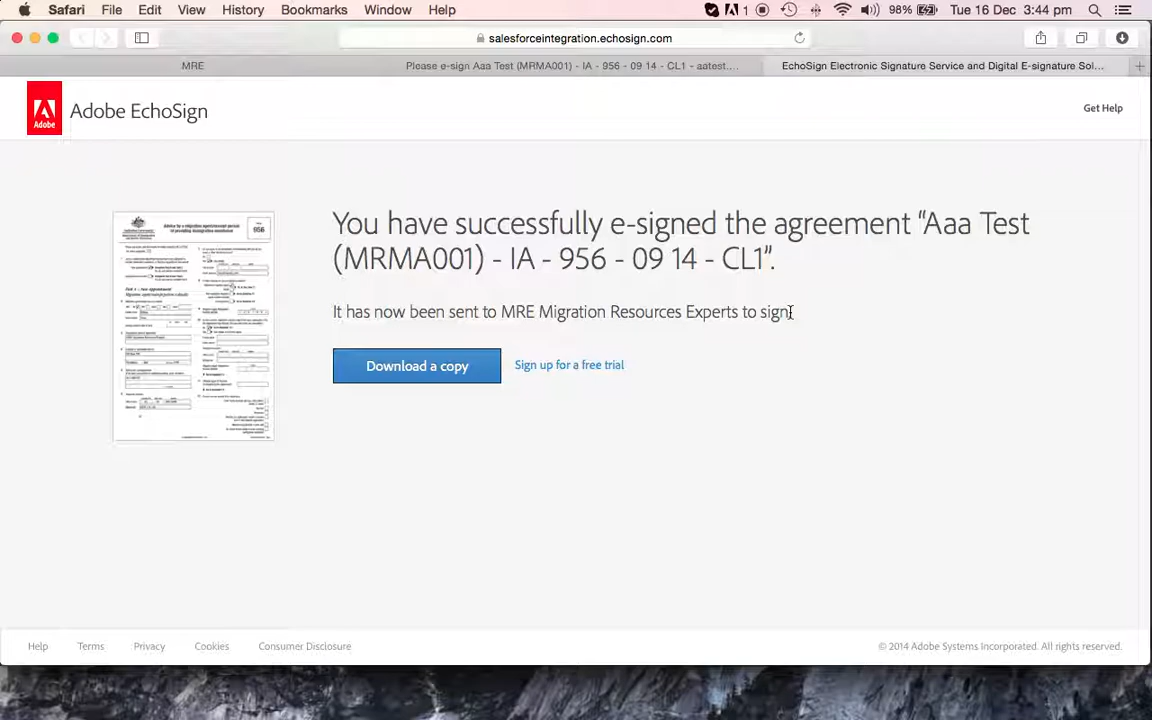 Safari File Edit View History Bookmarks Window Help 1 98% Tue 16 Dec 3:44 pm
salesforceintegration.echosign.com
MRE Please e-sign Aaa Test (MRMA001) - IA - 956 - 09 14 - CL1 - aatest.... EchoSign Electronic Signature Service and Digital E-signature Sol...
Adobe
Adobe EchoSign
Get Help
956
You have successfully e-signed the agreement “Aaa Test
(MRMA001) - IA - 956 - 09 14 - CL1”.
It has now been sent to MRE Migration Resources Experts to sign
Download a copy Sign up for a free trial
Help Terms Privacy Cookies Consumer Disclosure © 2014 Adobe Systems Incorporated. All rights reserved.